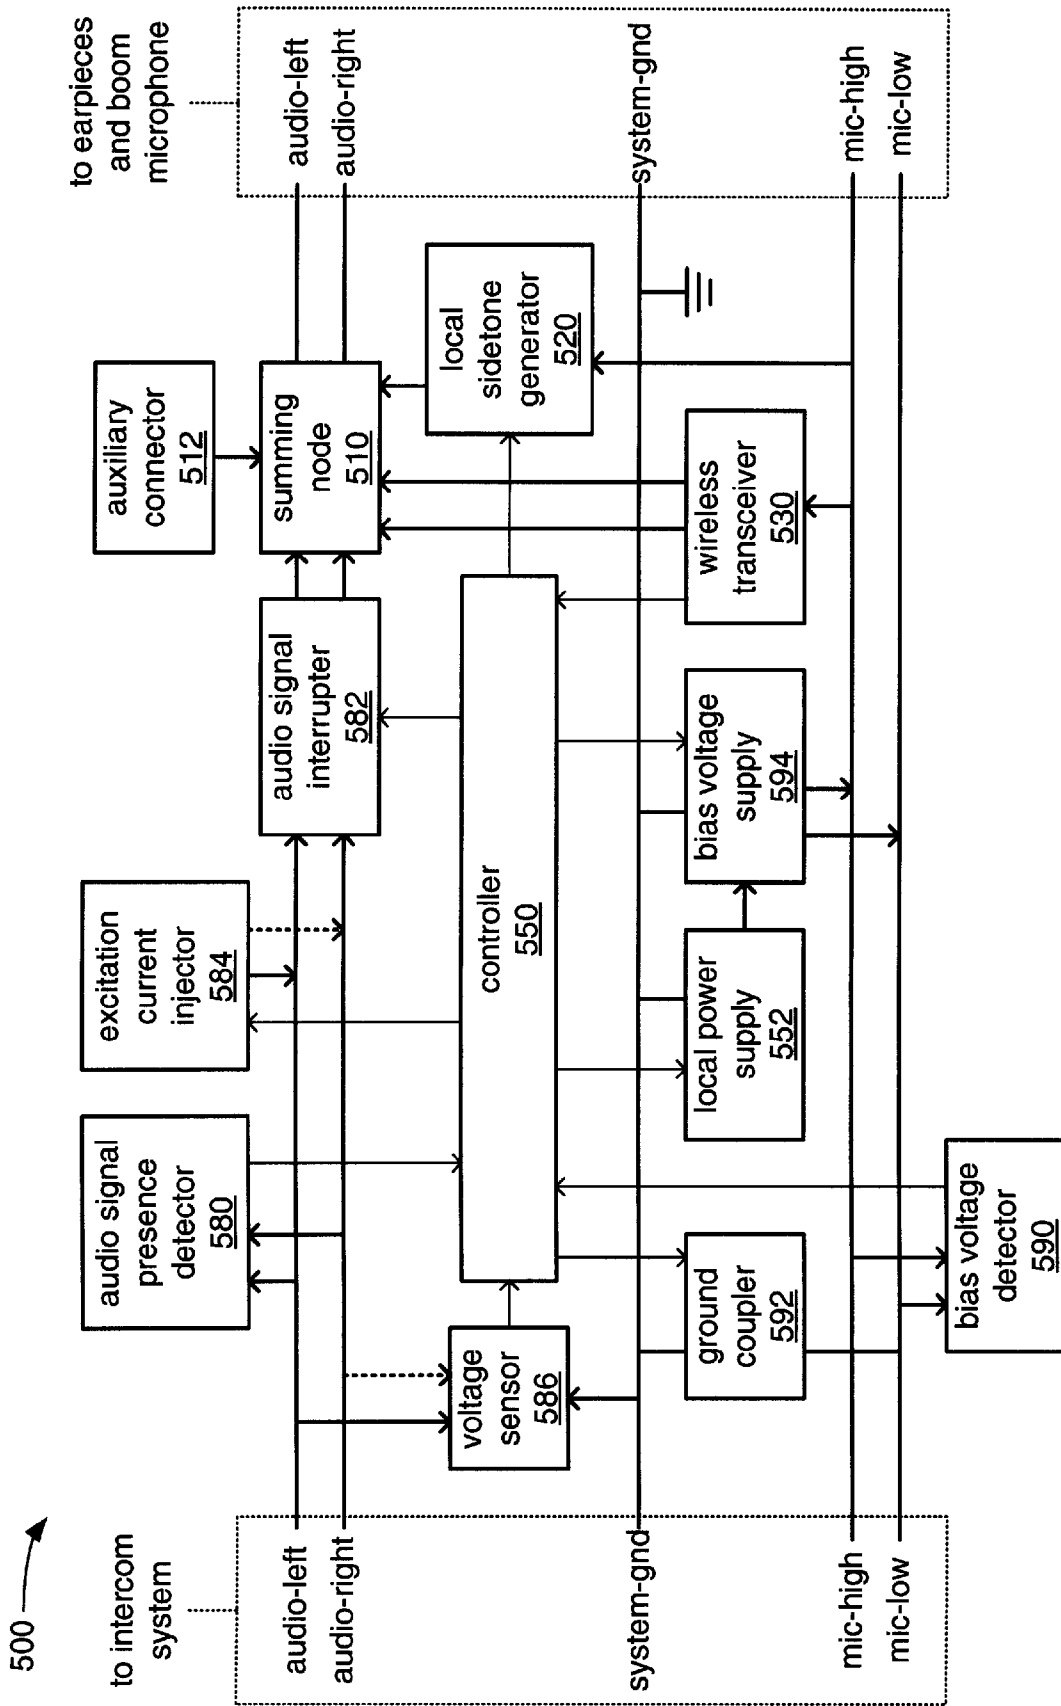 500
to intercom
system
audio-left
audio-right
system-gnd
mic-high
mic-low
audio signal
presence
detector
580
excitation
current
injector
584
voltage
sensor
586
audio signal
interrupter
582
auxiliary
connector
512
summing
node
510
controller
550
local
sidetone
generator
520
ground
coupler
592
local power
supply
552
bias voltage
supply
594
wireless
transceiver
530
bias voltage
detector
590
to earpieces
and boom
microphone
audio-left
audio-right
system-gnd
mic-high
mic-low